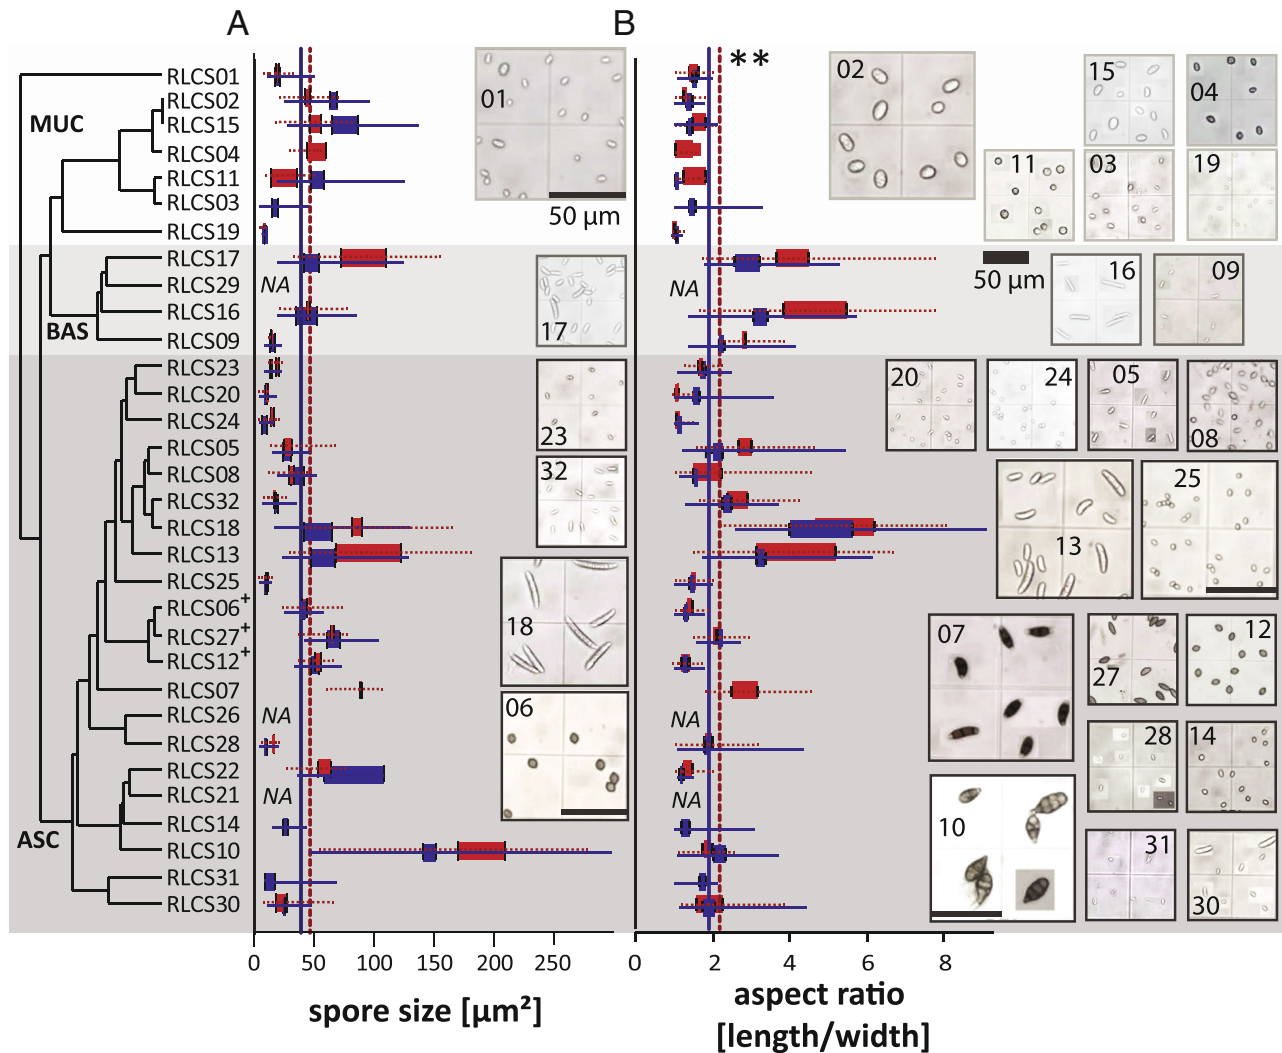 A
B
**
RLCS01
RLCS02
MUC
RLCS15
RLCS04
RLCS11
RLCS03
RLCS19
RLCS17
RLCS29
NA
NA
RLCS16
BAS
RLCS09
RLCS23
RLCS20
RLCS24
RLCS05
RLCS08
RLCS32
RLCS18
RLCS13
RLCS25
RLCS06+
RLCS27+
RLCS12+
RLCS07
RLCS26
NA
NA
RLCS28
RLCS22
RLCS21
NA
NA
ASC
RLCS14
RLCS10
RLCS31
RLCS30
01
50 µm
02
15
04
11
03
19
50 µm
17
16
09
23
32
20
24
05
08
13
25
18
06
07
27
12
28
14
10
31
30
0 50 100 150 200 250
spore size [µm²]
0 2 4 6 8
aspect ratio
[length/width]